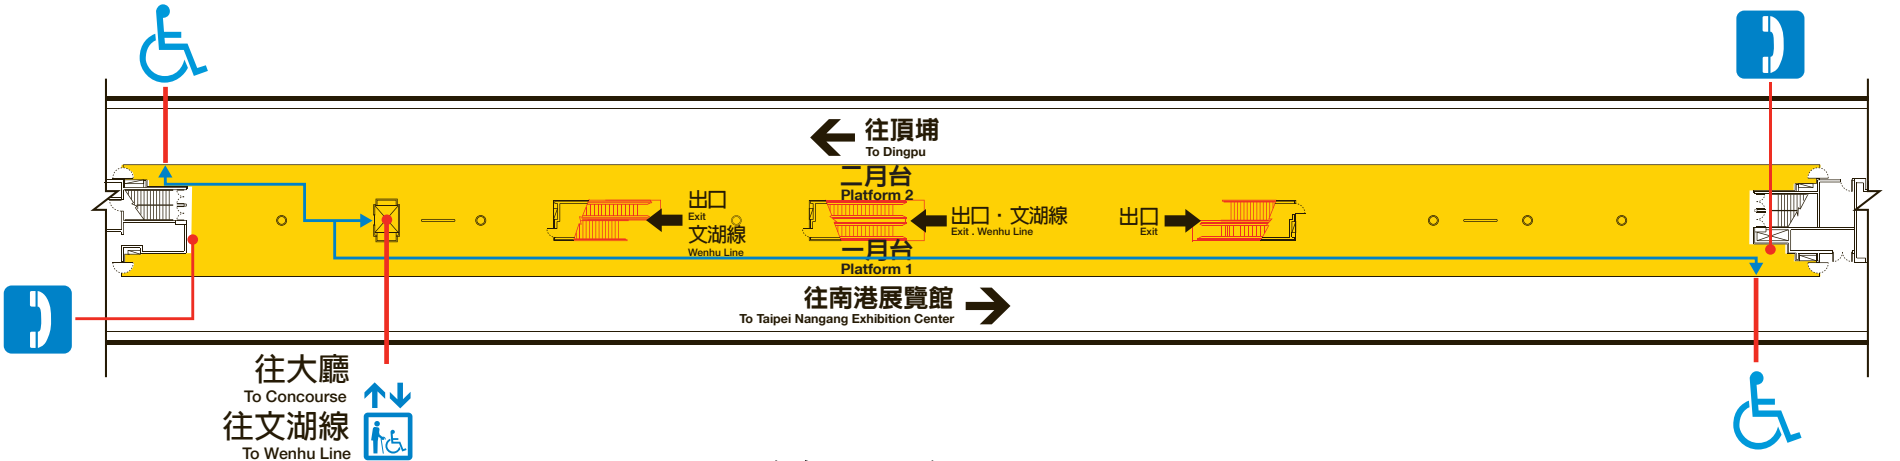 往頂埔
To Dingpu
二月台
Platform 2
出口
Exit
文湖線
Wenhu Line
出口 · 文湖線
Exit . Wenhu Line
出口
Exit
一月台
Platform 1
往南港展覽館
To Taipei Nangang Exhibition Center
往大廳
To Concourse
往文湖線
To Wenhu Line